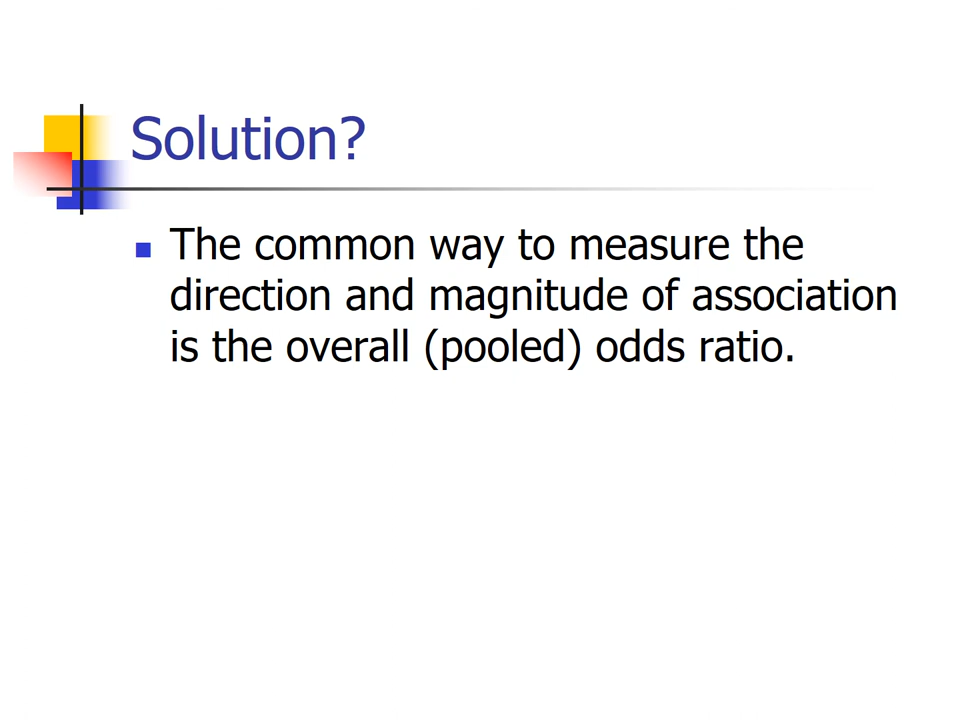 Solution?
The common way to measure the
direction and magnitude of association
is the overall (pooled) odds ratio.